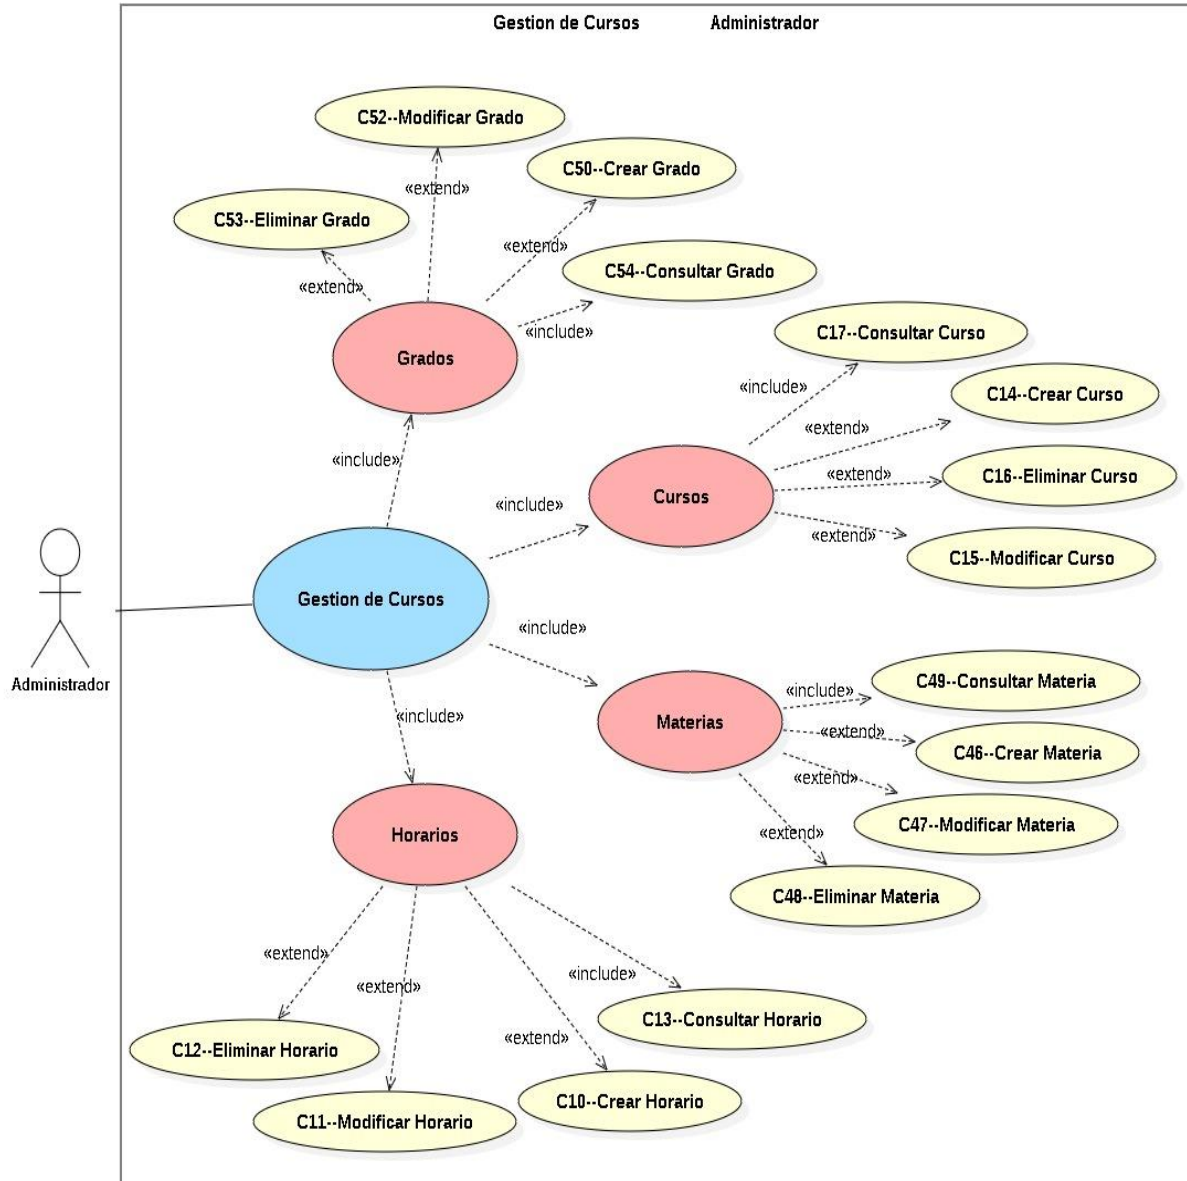 Gestion de Cursos Administrador
C52--Modificar Grado
C50--Crear Grado
«extend»
C53--Eliminar Grado
«extend»
C54--Consultar Grado
«extend»
«include»
Grados
C17--Consultar Curso
«include»
C14--Crear Curso
«extend»
«include»
C16--Eliminar Curso
«extend»
Cursos
«include»
«extend»
C15--Modificar Curso
Gestion de Cursos
«include»
Administrador
C49--Consultar Materia
«include»
«include»
Materias
«extend»
C46--Crear Materia
«extend»
C47--Modificar Materia
Horarios
«extend»
C48--Eliminar Materia
«extend»
«include»
«extend»
C13--Consultar Horario
«extend»
C12--Eliminar Horario
C10--Crear Horario
C11--Modificar Horario